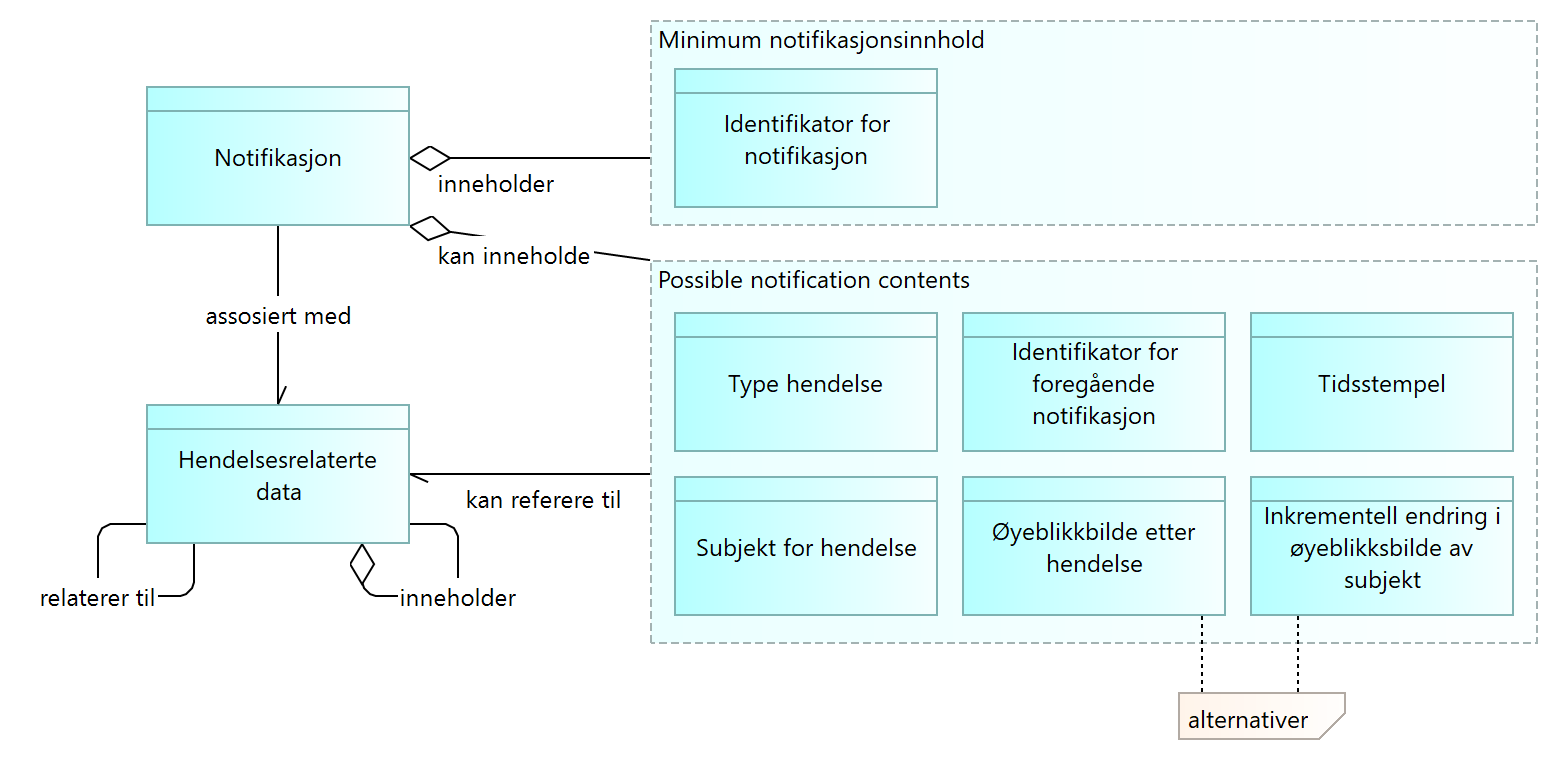 Minimum notifikasjonsinnhold
Identifikator for
notifikasjon
Notifikasjon
inneholder
kan inneholde
Possible notification contents
assosiert med
Type hendelse
Identifikator for
foregående
notifikasjon
Tidsstempel
Hendelsesrelaterte
data
kan referere til
Subjekt for hendelse
Øyeblikkbilde etter
hendelse
Inkrementell endring i
øyeblikksbilde av
subjekt
relaterer til
inneholder
alternativer